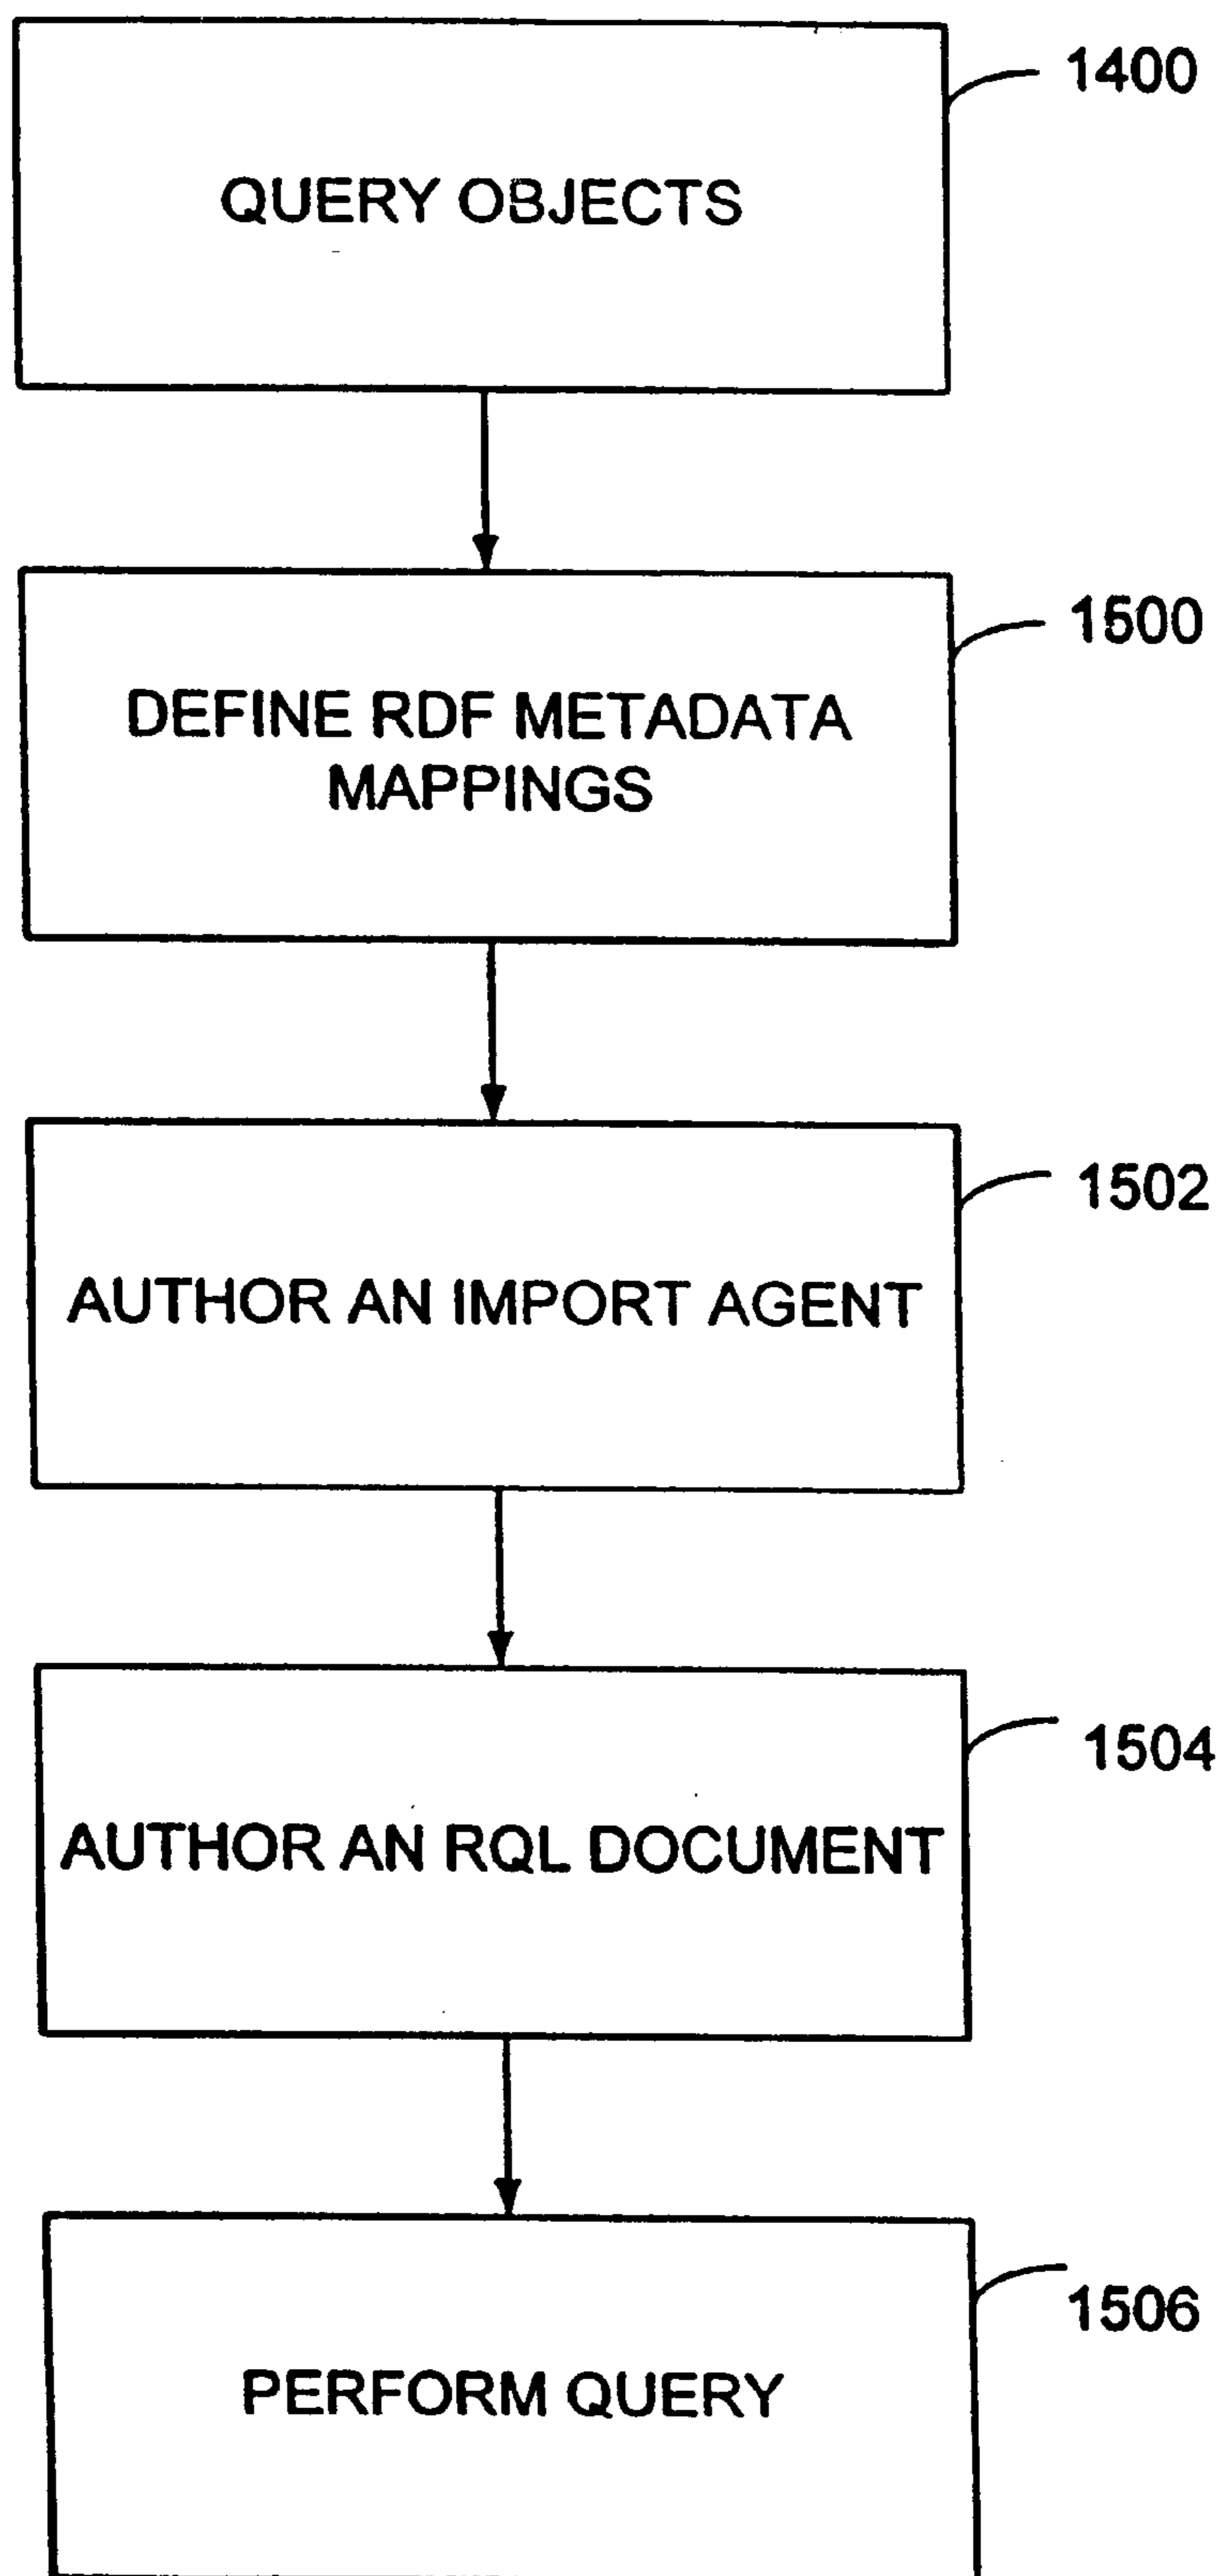 1400
QUERY OBJECTS
1500
DEFINE RDF METADATA
MAPPINGS
1502
AUTHOR AN IMPORT AGENT
1504
AUTHOR AN RQL DOCUMENT
1506
PERFORM QUERY